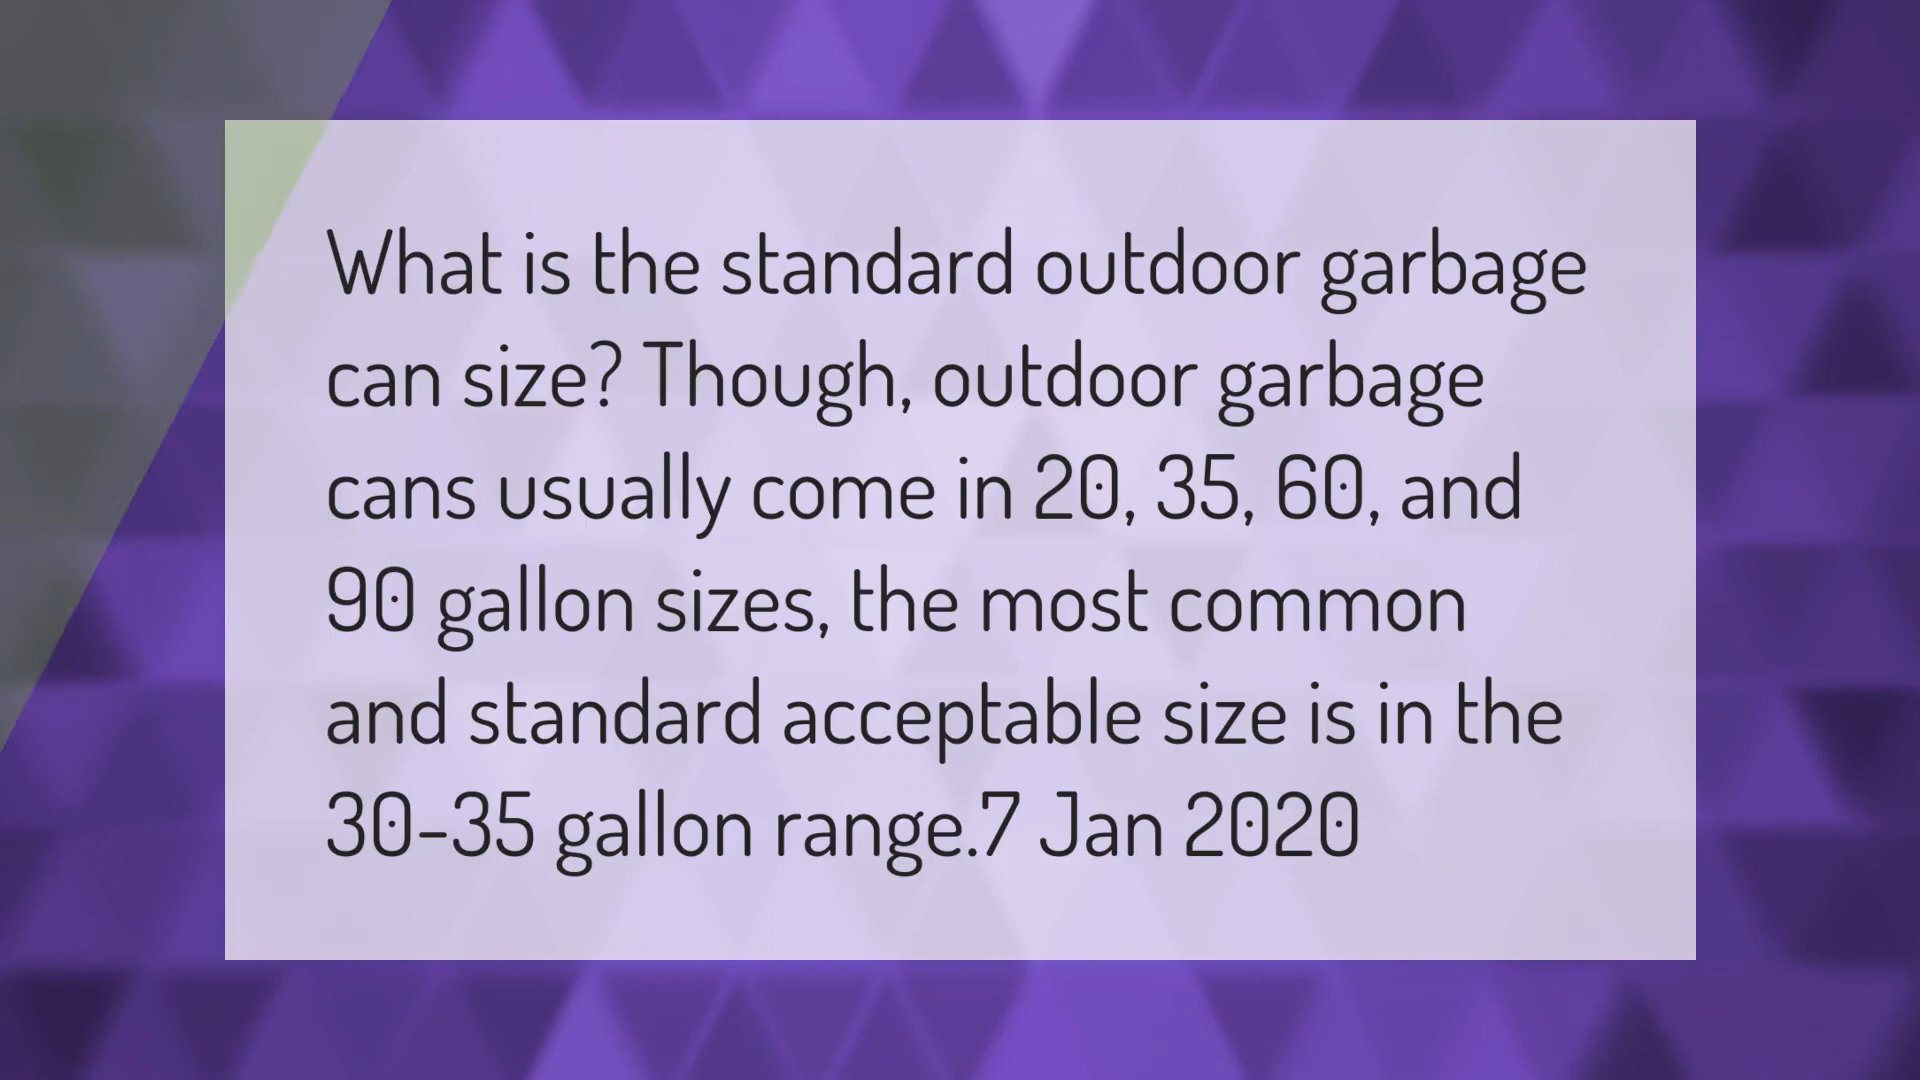 What is the standard outdoor garbage
can size? Though, outdoor garbage
cans usually come in 20, 35, 60, and
90 gallon sizes, the most common
and standard acceptable size is in the
30-35 gallon range.7 Jan 2020